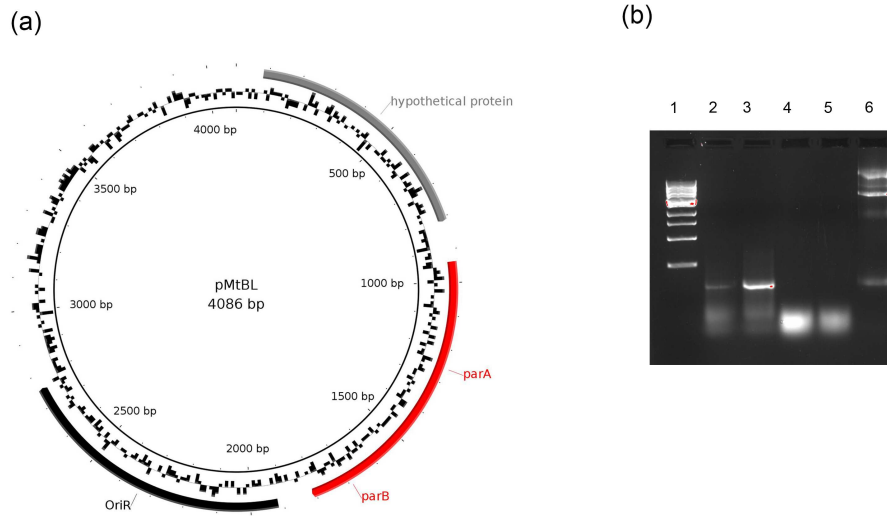 (a)
(b)
hypothetical protein
4000 bp
500 bp
3500 bp
1000 bp
pMtBL
4086 bp
3000 bp
parA
1500 bp
2500 bp
2000 bp
parB
OriR
1 2 3 4 5 6